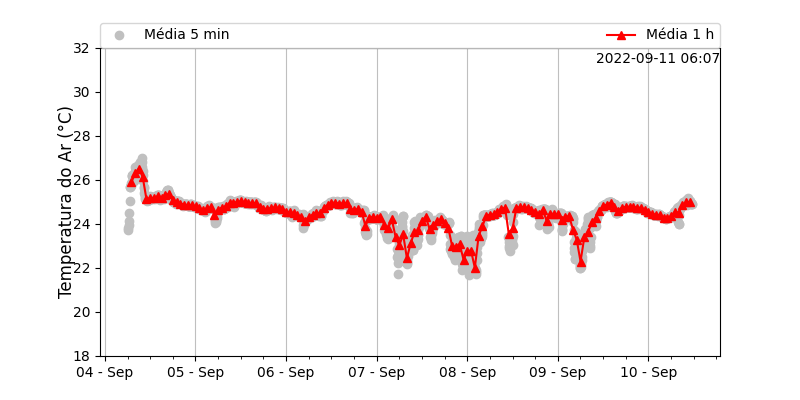 Média 5 min
Média 1 h
2022-09-11 06:07
Temperatura do Ar (°C)
32
30
28
26
24
22
20
18
04 - Sep
05 - Sep
06 - Sep
07 - Sep
08 - Sep
09 - Sep
10 - Sep